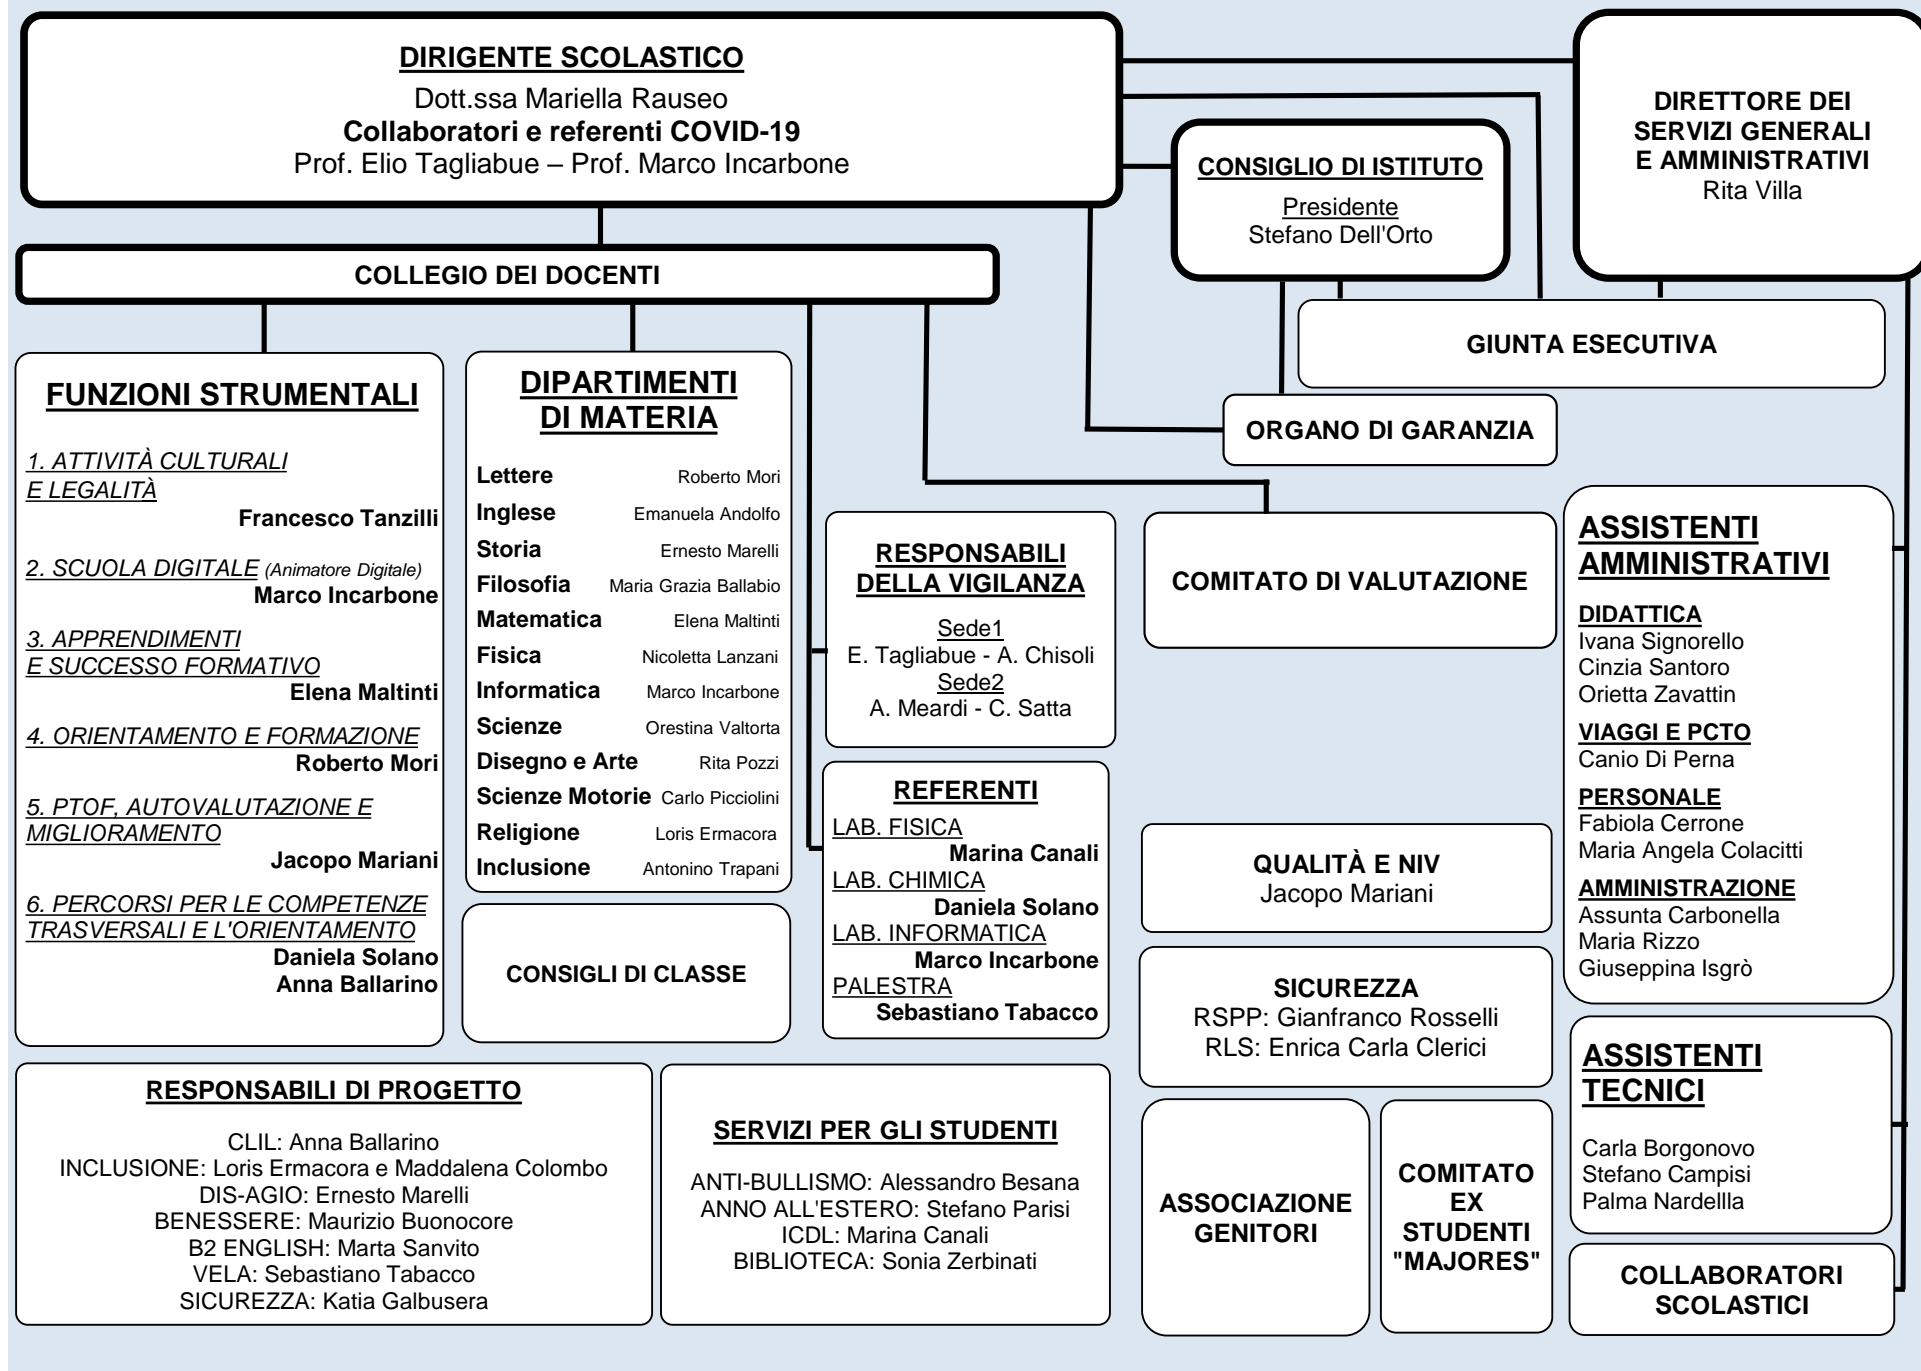 DIRIGENTE SCOLASTICO
Dott.ssa Mariella Rauseo
Collaboratori e referenti COVID-19
Prof. Elio Tagliabue – Prof. Marco Incarbone
DIRETTORE DEI
SERVIZI GENERALI
E AMMINISTRATIVI
Rita Villa
CONSIGLIO DI ISTITUTO
Presidente
Stefano Dell'Orto
COLLEGIO DEI DOCENTI
GIUNTA ESECUTIVA
ORGANO DI GARANZIA
FUNZIONI STRUMENTALI
1. ATTIVITÀ CULTURALI
E LEGALITÀ
Francesco Tanzilli
2. SCUOLA DIGITALE (Animatore Digitale)
Marco Incarbone
3. APPRENDIMENTI
E SUCCESSO FORMATIVO
Elena Maltinti
4. ORIENTAMENTO E FORMAZIONE
Roberto Mori
5. PTOF, AUTOVALUTAZIONE E
MIGLIORAMENTO
Jacopo Mariani
6. PERCORSI PER LE COMPETENZE
TRASVERSALI E L'ORIENTAMENTO
Daniela Solano
Anna Ballarino
DIPARTIMENTI
DI MATERIA
Lettere Roberto Mori
Inglese Emanuela Andolfo
Storia Ernesto Marelli
Filosofia Maria Grazia Ballabio
Matematica Elena Maltinti
Fisica Nicoletta Lanzani
Informatica Marco Incarbone
Scienze Orestina Valtorta
Disegno e Arte Rita Pozzi
Scienze Motorie Carlo Picciolini
Religione Loris Ermacora
Inclusione Antonino Trapani
CONSIGLI DI CLASSE
RESPONSABILI
DELLA VIGILANZA
Sede1
E. Tagliabue - A. Chisoli
Sede2
A. Meardi - C. Satta
REFERENTI
LAB. FISICA
Marina Canali
LAB. CHIMICA
Daniela Solano
LAB. INFORMATICA
Marco Incarbone
PALESTRA
Sebastiano Tabacco
COMITATO DI VALUTAZIONE
QUALITÀ E NIV
Jacopo Mariani
SICUREZZA
RSPP: Gianfranco Rosselli
RLS: Enrica Carla Clerici
ASSISTENTI
AMMINISTRATIVI
DIDATTICA
Ivana Signorello
Cinzia Santoro
Orietta Zavattin
VIAGGI E PCTO
Canio Di Perna
PERSONALE
Fabiola Cerrone
Maria Angela Colacitti
AMMINISTRAZIONE
Assunta Carbonella
Maria Rizzo
Giuseppina Isgrò
ASSISTENTI
TECNICI
Carla Borgonovo
Stefano Campisi
Palma Nardellla
COLLABORATORI
SCOLASTICI
RESPONSABILI DI PROGETTO
CLIL: Anna Ballarino
INCLUSIONE: Loris Ermacora e Maddalena Colombo
DIS-AGIO: Ernesto Marelli
BENESSERE: Maurizio Buonocore
B2 ENGLISH: Marta Sanvito
VELA: Sebastiano Tabacco
SICUREZZA: Katia Galbusera
SERVIZI PER GLI STUDENTI
ANTI-BULLISMO: Alessandro Besana
ANNO ALL'ESTERO: Stefano Parisi
ICDL: Marina Canali
BIBLIOTECA: Sonia Zerbinati
ASSOCIAZIONE
GENITORI
COMITATO
EX
STUDENTI
"MAJORES"